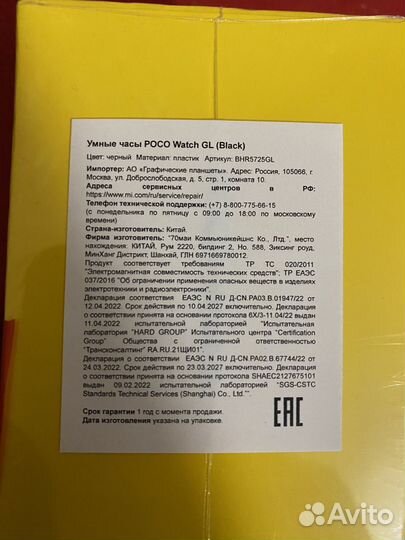 Умные часы POCO Watch GL (Black)
Цвет: черный Материал: пластик Артикул: BHR5725GL
Импортер: АО «Графические планшеты». Адрес: Россия, 105066, г.
Москва, ул. Доброслободская, д. 5, стр. 1, комната 10.
Адреса сервисных центров в РФ:
https://www.mi.com/ru/service/repair/
Телефон технической поддержки: (+7) 8-800-775-66-15
(с понедельника по пятницу с 09:00 до 18:00 по московскому
времени)
Страна-изготовитель: Китай.
Фирма изготовитель: "70маи Коммьюникейшнс Ко., Лтд.", место
нахождения: КИТАЙ, Рум 2220, билдинг 2, Но. 588, Зиксинг роуд,
МинХанг Дистрикт, Шанхай, ГЛН 6971669780012
Продукт соответствует требованиям ТР ТС 020/2011
"Электромагнитная совместимость технических средств"; ТР ЕАЭС
037/2016 "Об ограничении применения опасных веществ в изделиях
электротехники и радиоэлектроники".
Декларация соответствия ЕАЭС N RU Д-CN.РА03.В.01947/22 от
12.04.2022. Срок действия по 10.04.2027 включительно. Декларация
о соответствии принята на основании протокола 6Х/З-11.04/22 выдан
11.04.2022 испытательной лабораторией "Испытательная
лаборатория "HARD GROUP" Испытательного центра "Certification
Group" Общества с ограниченной ответственностью
"Трансконсалтинг" RA.RU.21ЩИ01".
Декларация о соответствии ЕАЭС N RU Д-CN.РА02.В.67744/22 от
24.03.2022. Срок действия по 23.03.2027 включительно. Декларация
о соответствии принята на основании протокола SHAEC2127675101
выдан 09.02.2022 испытательной лабораторией "SGS-CSTC
Standards Technical Services (Shanghai) Co., Ltd."".
Срок гарантии 1 год с момента продажи.
Дата изготовления указана на упаковке.
EAC
Avito